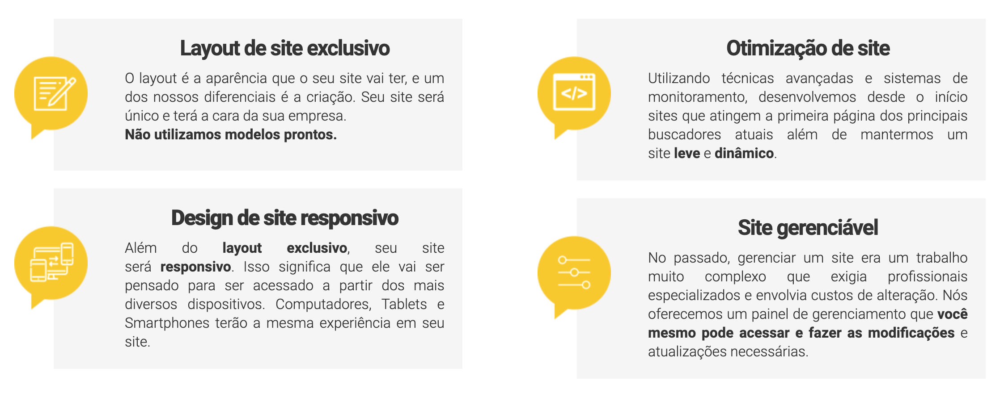 Layout de site exclusivo
O layout é a aparência que o seu site vai ter, e um
dos nossos diferenciais é a criação. Seu site será
único e terá a cara da sua empresa.
Não utilizamos modelos prontos.
Design de site responsivo
Além do layout exclusivo, seu site
será responsivo. Isso significa que ele vai ser
pensado para ser acessado a partir dos mais
diversos dispositivos. Computadores, Tablets e
Smartphones terão a mesma experiência em seu
site.
Otimização de site
Utilizando técnicas avançadas e sistemas de
monitoramento, desenvolvemos desde o início
sites que atingem a primeira página dos principais
buscadores atuais além de mantermos um
site leve e dinâmico.
Site gerenciável
No passado, gerenciar um site era um trabalho
muito complexo que exigia profissionais
especializados e envolvia custos de alteração. Nós
oferecemos um painel de gerenciamento que você
mesmo pode acessar e fazer as modificações e
atualizações necessárias.